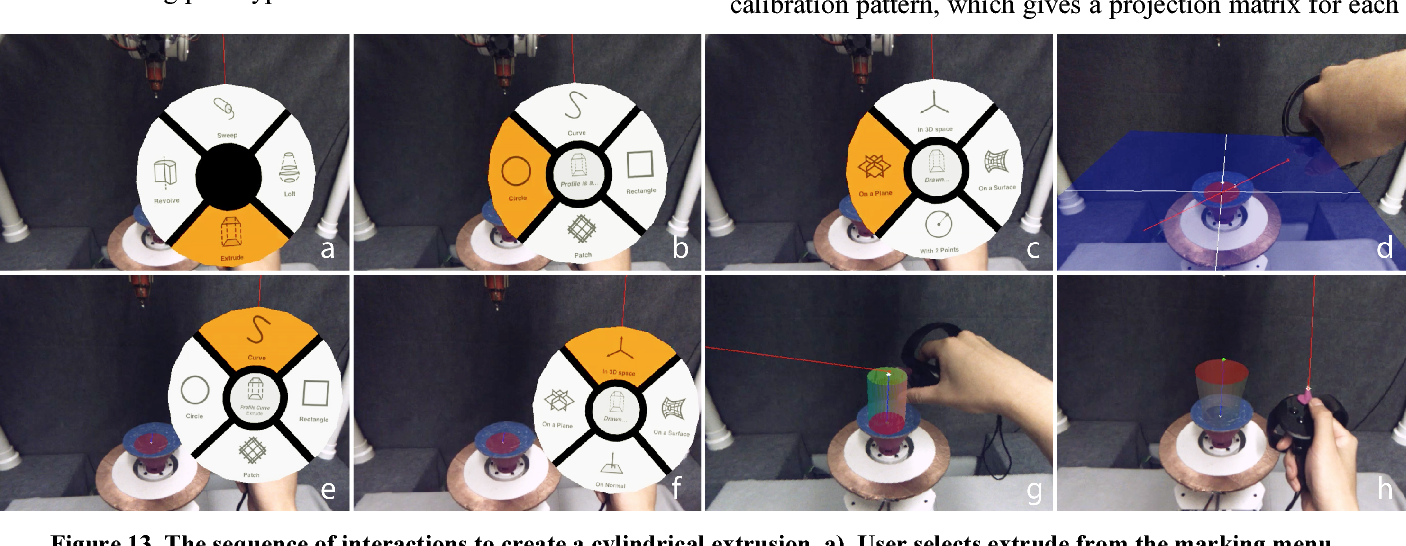 calibration pattern, which gives a projection matrix for each
Sweep
Revolve
Loft
Extrude
a
Curve
Circle
Profile is a..
Rectangle
Patch
b
In 3D space
On a Plane
Drawn...
On a Surface
With 2 Points
c
d
Curve
Circle
Profile Curve
Extrude
Rectangle
Patch
e
In 3D space
On a Plane
Drawn...
On a Surface
On Normal
f
g
h
Figure 13. The sequence of interactions to create a cylindrical extrusion. a). User selects extrude from the marking menu